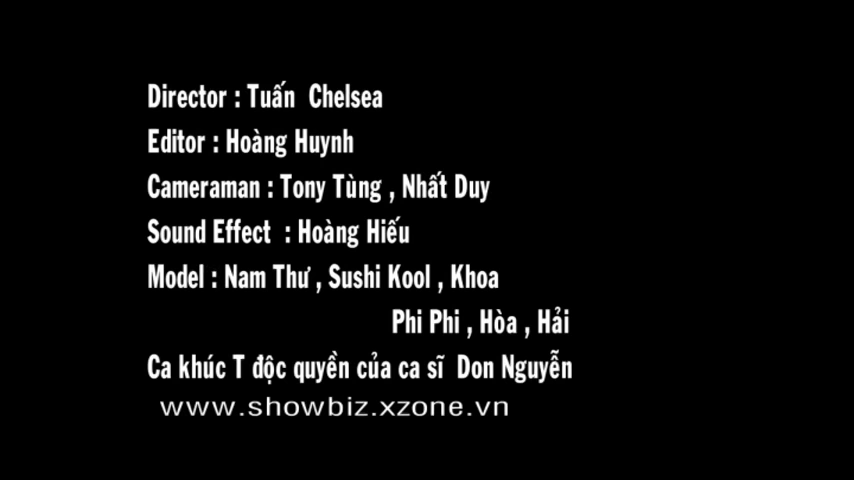 Director : Tuấn Chelsea
Editor : Hoàng Huynh
Cameraman : Tony Tùng , Nhất Duy
Sound Effect : Hoàng Hiếu
Model : Nam Thư , Sushi Kool , Khoa
Phi Phi , Hòa , Hải
Ca khúc T độc quyền của ca sĩ Don Nguyễn
www.showbiz.xzone.vn